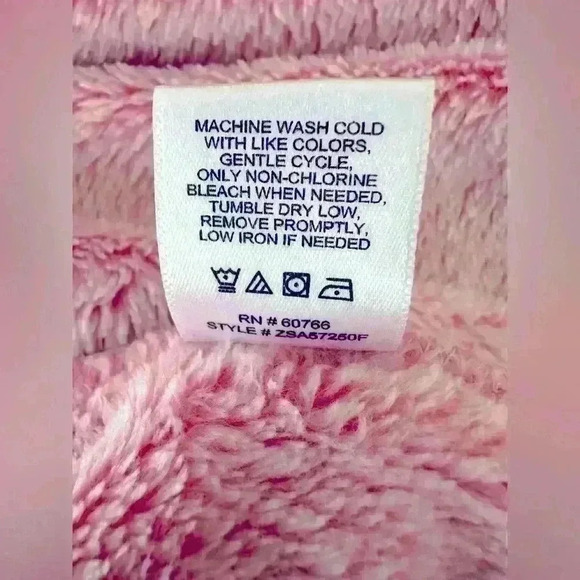 MACHINE WASH COLD
WITH LIKE COLORS,
GENTLE CYCLE,
ONLY NON-CHLORINE
BLEACH WHEN NEEDED,
TUMBLE DRY LOW,
REMOVE PROMPTLY,
LOW IRON IF NEEDED
RN # 60766
STYLE # ZSA57250F